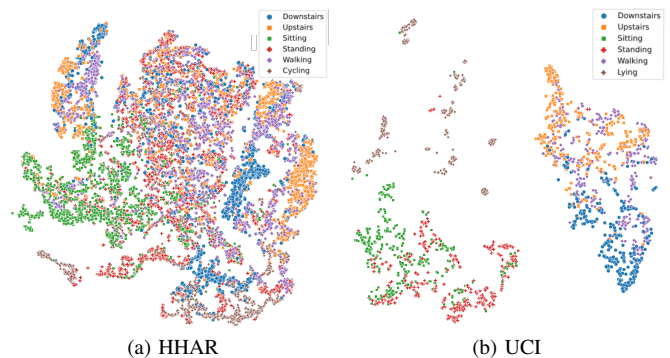 Downstairs
Upstairs
Sitting
Standing
Walking
Cycling
Downstairs
Upstairs
Sitting
Standing
Walking
Lying
(a) HHAR
(b) UCI